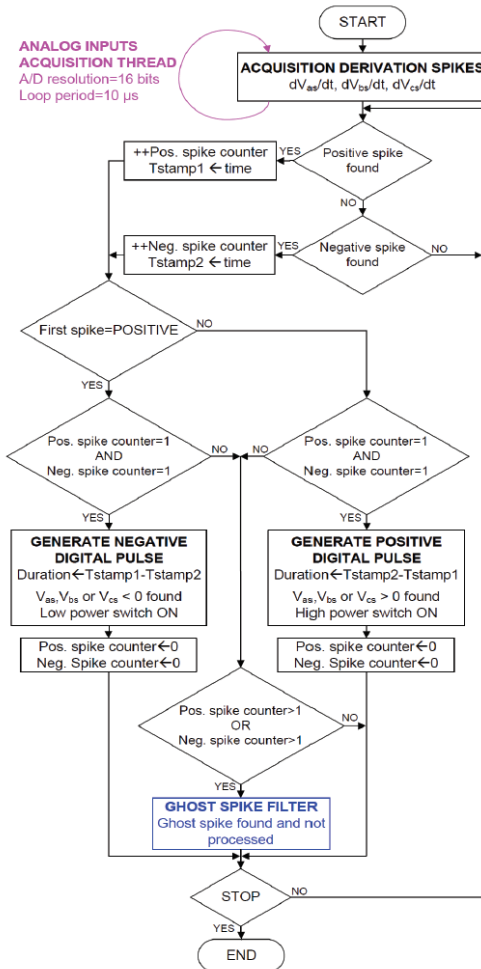 START
ANALOG INPUTS
ACQUISITION THREAD
A/D resolution=16 bits
Loop period=10 µs
ACQUISITION DERIVATION SPIKES
dVas/dt, dVbs/dt, dVcs/dt
Positive spike
found
YES
++Pos. spike counter
Tstamp1 ← time
NO
Negative spike
found
YES
NO
++Neg. spike counter
Tstamp2 ← time
First spike=POSITIVE
NO
YES
Pos. spike counter=1
AND
Neg. spike counter=1
NO
YES
Pos. spike counter=1
AND
Neg. spike counter=1
NO
YES
GENERATE NEGATIVE
DIGITAL PULSE
Duration←Tstamp1-Tstamp2
Vas,Vbs or Vcs < 0 found
Low power switch ON
Pos. spike counter←0
Neg. Spike counter←0
GENERATE POSITIVE
DIGITAL PULSE
Duration←Tstamp2-Tstamp1
Vas,Vbs or Vcs > 0 found
High power switch ON
Pos. spike counter←0
Neg. Spike counter←0
Pos. spike counter>1
OR
Neg. spike counter>1
NO
YES
GHOST SPIKE FILTER
Ghost spike found and not
processed
STOP
NO
YES
END